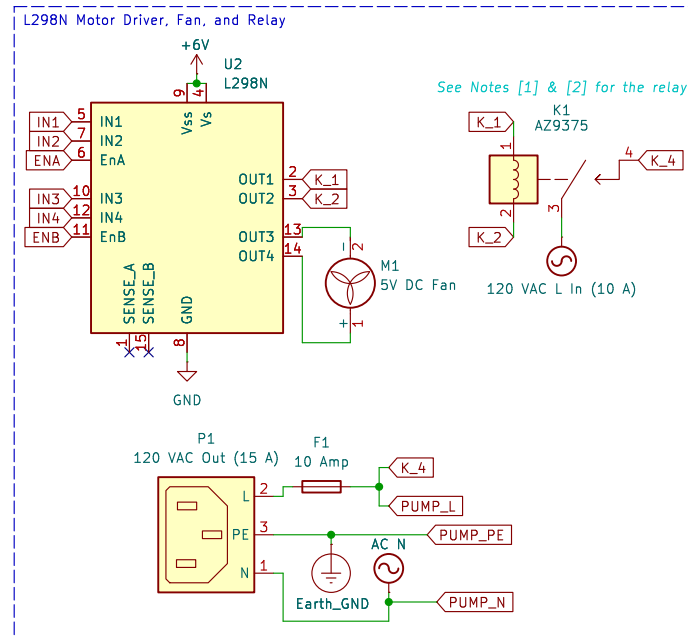 L298N Motor Driver, Fan, and Relay
+6V
U2
L298N
9
4
Vss
Vs
IN1
5
IN1
IN2
7
IN2
ENA
6
EnA
IN3
10
IN3
IN4
12
IN4
ENB
11
EnB
OUT1
2
K_1
OUT2
3
K_2
OUT3
13
OUT4
14
SENSE_A
SENSE_B
GND
1
15
8
GND
-
2
M1
5V DC Fan
+
1
See Notes [1] & [2] for the relay
K1
AZ9375
K_1
1
4
K_4
2
3
K_2
120 VAC L In (10 A)
P1
120 VAC Out (15 A)
F1
10 Amp
L
2
K_4
PUMP_L
PE
3
PUMP_PE
AC N
N
1
Earth_GND
PUMP_N